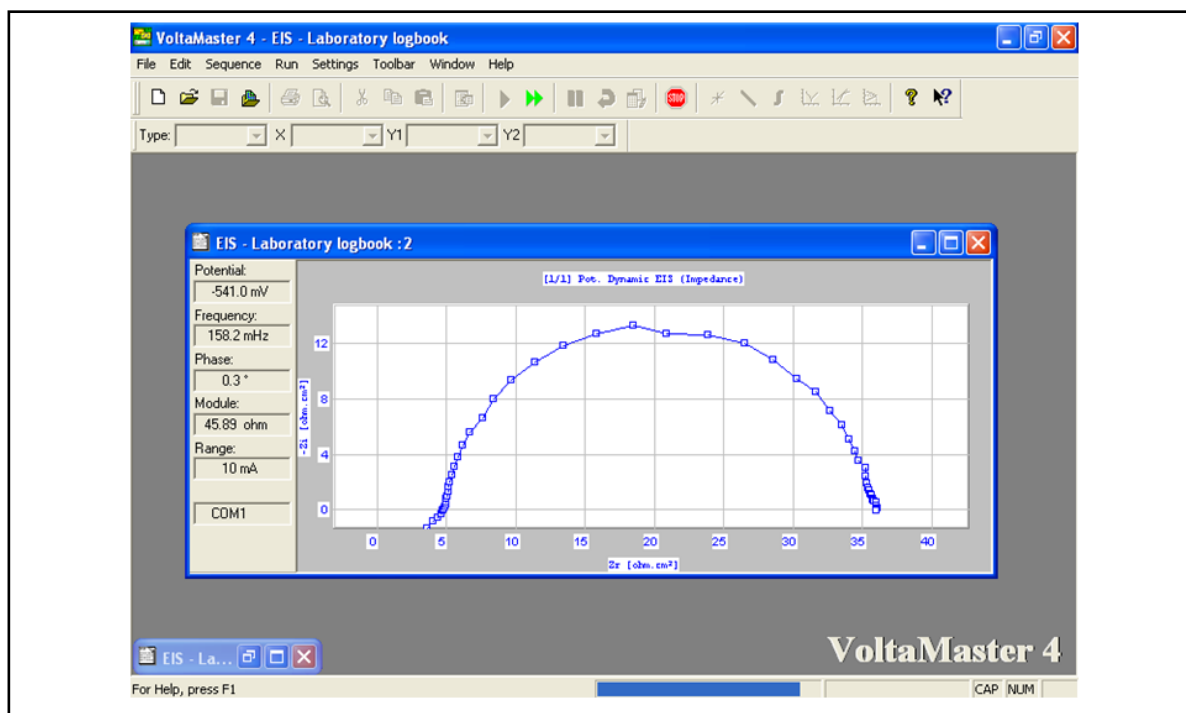 VoltaMaster 4 - EIS - Laboratory logbook
File Edit Sequence Run Settings Toolbar Window Help
STOP
Type: X Y1 Y2
EIS - Laboratory logbook :2
Potential:
-541.0 mV
Frequency:
158.2 mHz
Phase:
0.3 °
Module:
45.89 ohm
Range:
10 mA
COM1
[1/1] Pot. Dynamic EIS (Impedance)
-Zi [ohm.cm²]
12
8
4
0
0 5 10 15 20 25 30 35 40
Zr [ohm.cm²]
EIS - La...
VoltaMaster 4
For Help, press F1
CAP NUM